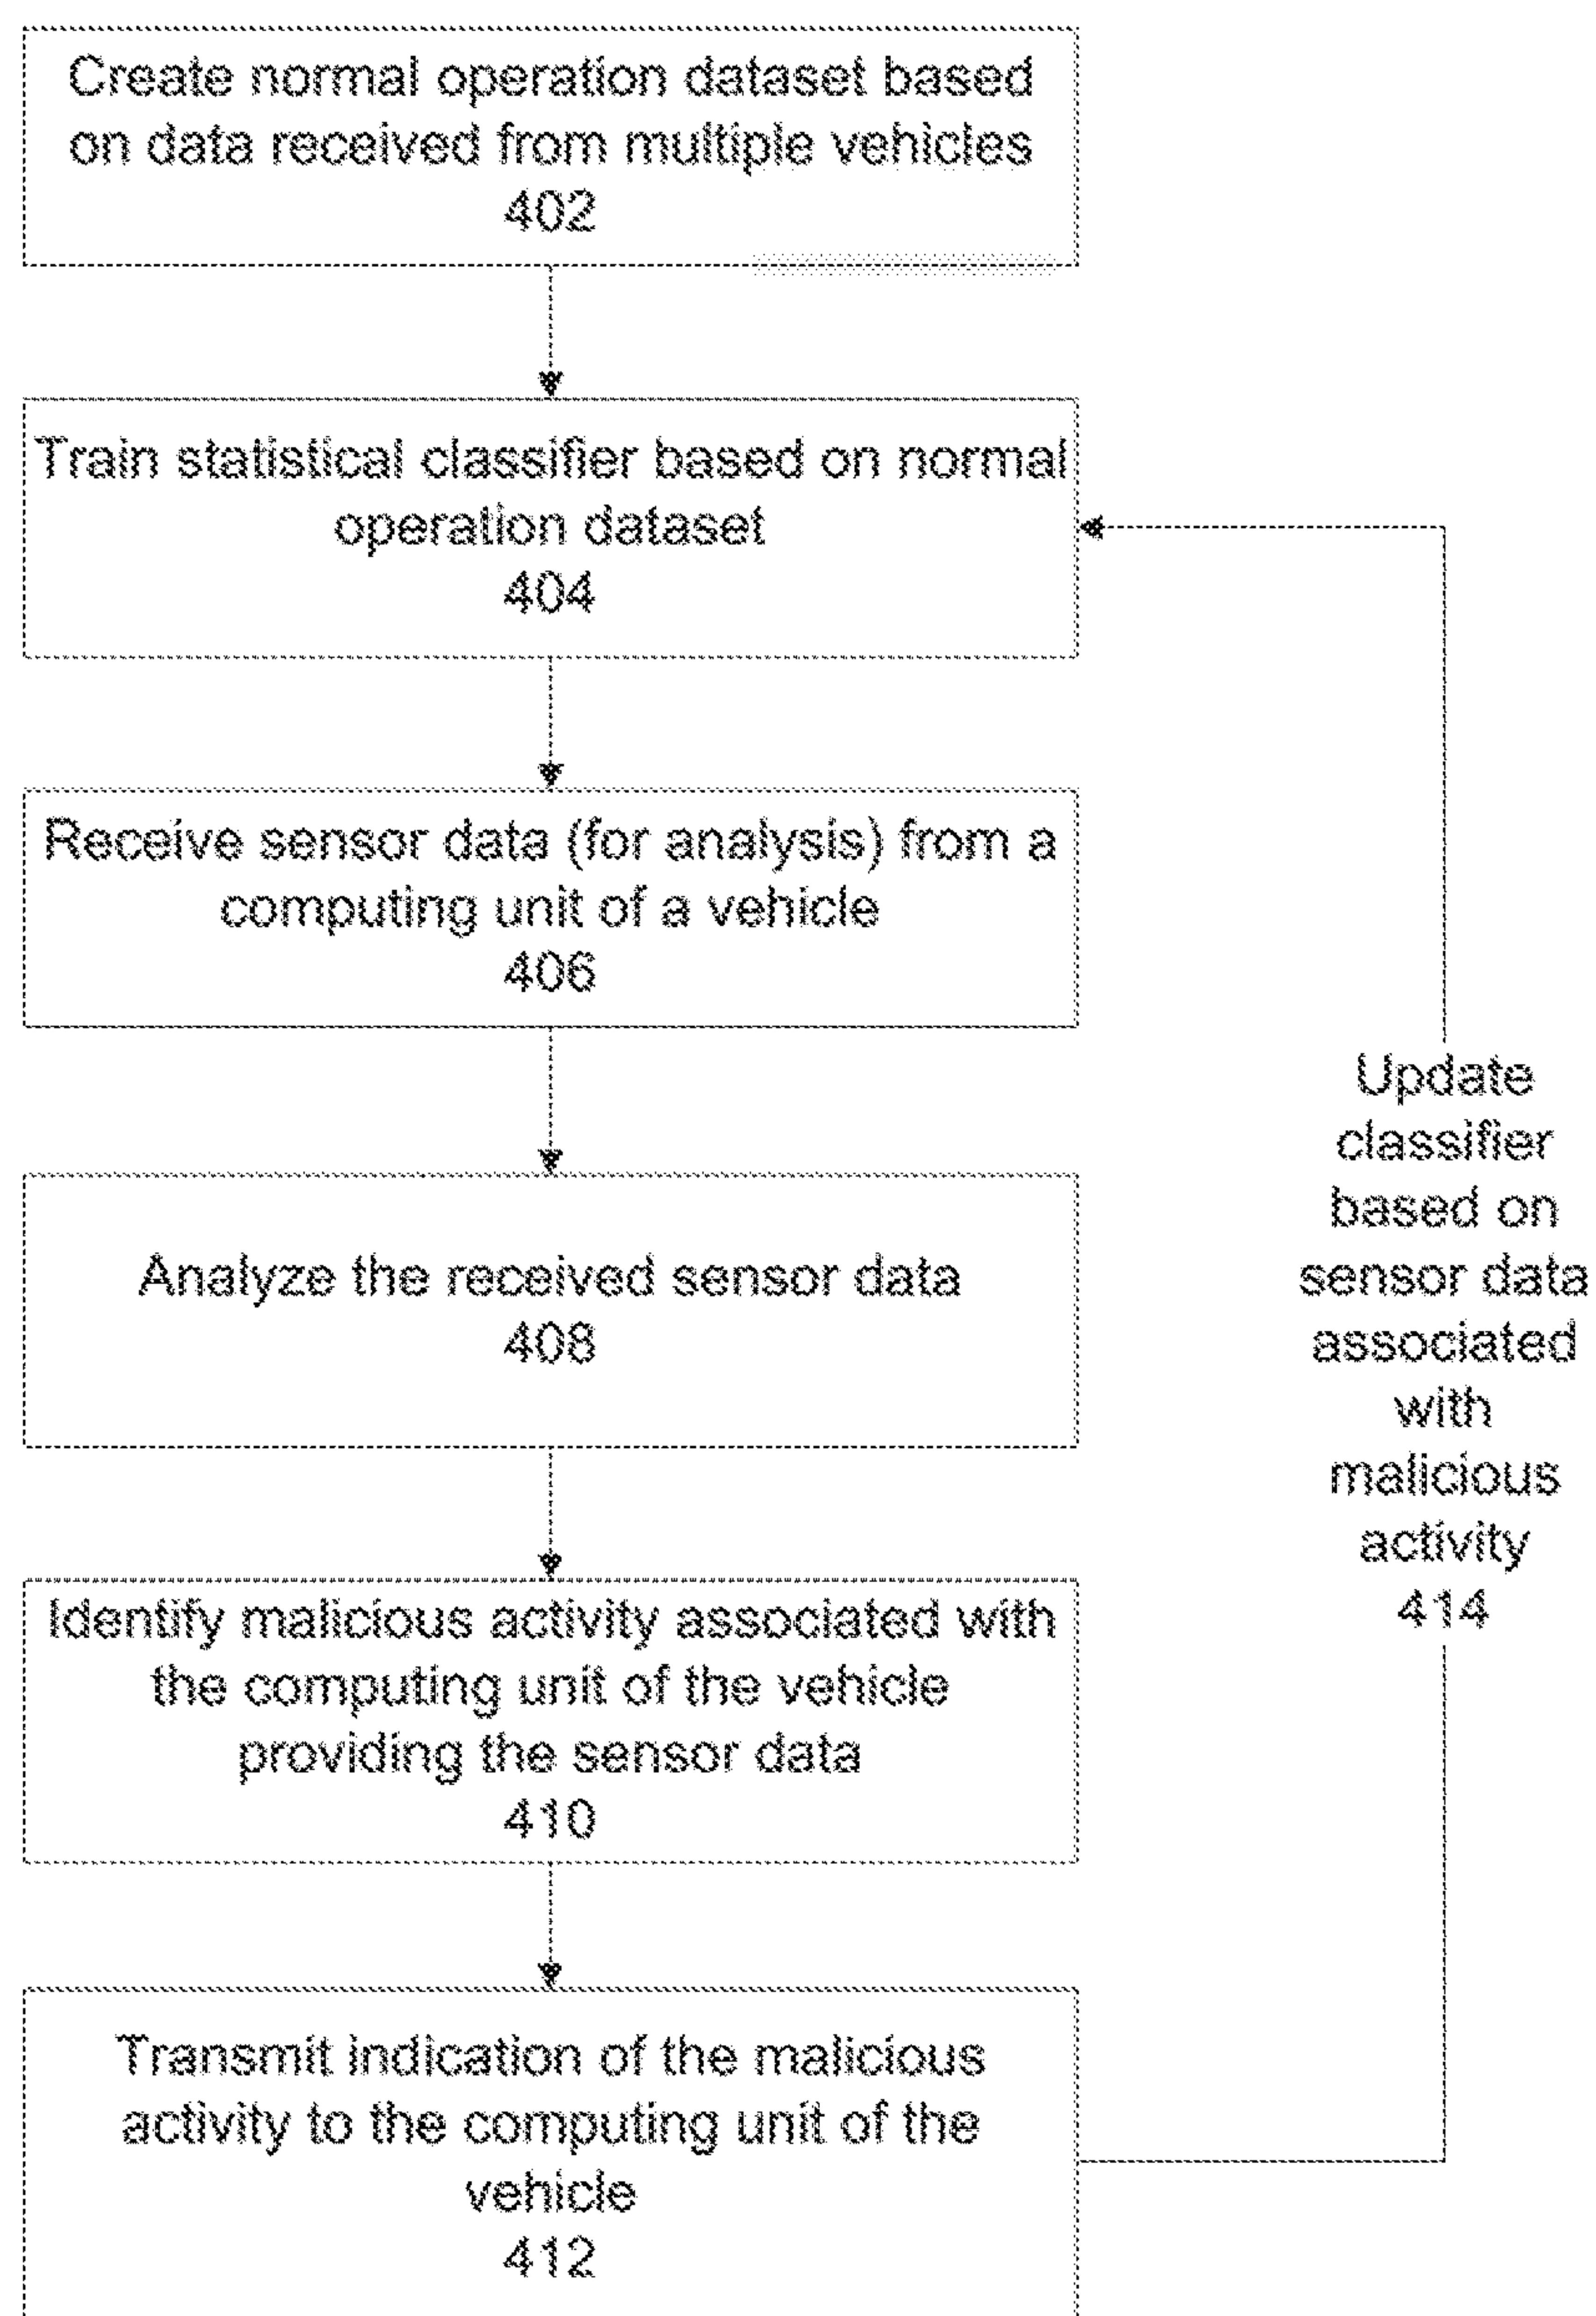 Create normal operation dataset based
on data received from multiple vehicles
402
Train statistical classifier based on normal
operation dataset
404
Receive sensor data (for analysis) from a
computing unit of a vehicle
406
Analyze the received sensor data
408
Identify malicious activity associated with
the computing unit of the vehicle
providing the sensor data
410
Transmit indication of the malicious
activity to the computing unit of the
vehicle
412
Update
classifier
based on
sensor data
associated
with
malicious
activity
414